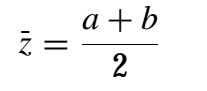 z̄ = a + b / 2